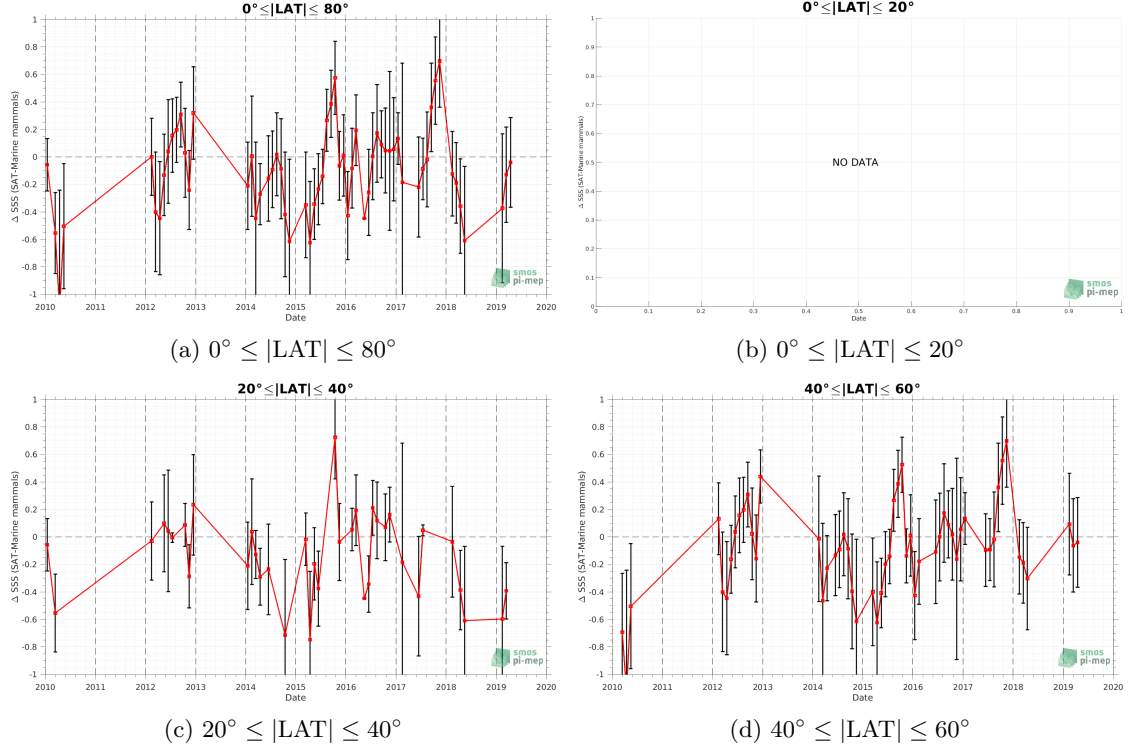 0°≤|LAT|≤ 80°
Δ SSS (SAT-Marine mammals)
1
0.8
0.6
0.4
0.2
0
-0.2
-0.4
-0.6
-0.8
-1
2010 2011 2012 2013 2014 2015 2016 2017 2018 2019 2020
Date
smos
pi-mep
(a) 0° ≤ |LAT| ≤ 80°
0°≤|LAT|≤ 20°
Δ SSS (SAT-Marine mammals)
1
0.9
0.8
0.7
0.6
0.5
0.4
0.3
0.2
0.1
0
NO DATA
0 0.1 0.2 0.3 0.4 0.5 0.6 0.7 0.8 0.9 1
Date
smos
pi-mep
(b) 0° ≤ |LAT| ≤ 20°
20°≤|LAT|≤ 40°
Δ SSS (SAT-Marine mammals)
1
0.8
0.6
0.4
0.2
0
-0.2
-0.4
-0.6
-0.8
-1
2010 2011 2012 2013 2014 2015 2016 2017 2018 2019 2020
Date
smos
pi-mep
(c) 20° ≤ |LAT| ≤ 40°
40°≤|LAT|≤ 60°
Δ SSS (SAT-Marine mammals)
1
0.8
0.6
0.4
0.2
0
-0.2
-0.4
-0.6
-0.8
-1
2010 2011 2012 2013 2014 2015 2016 2017 2018 2019 2020
Date
smos
pi-mep
(d) 40° ≤ |LAT| ≤ 60°